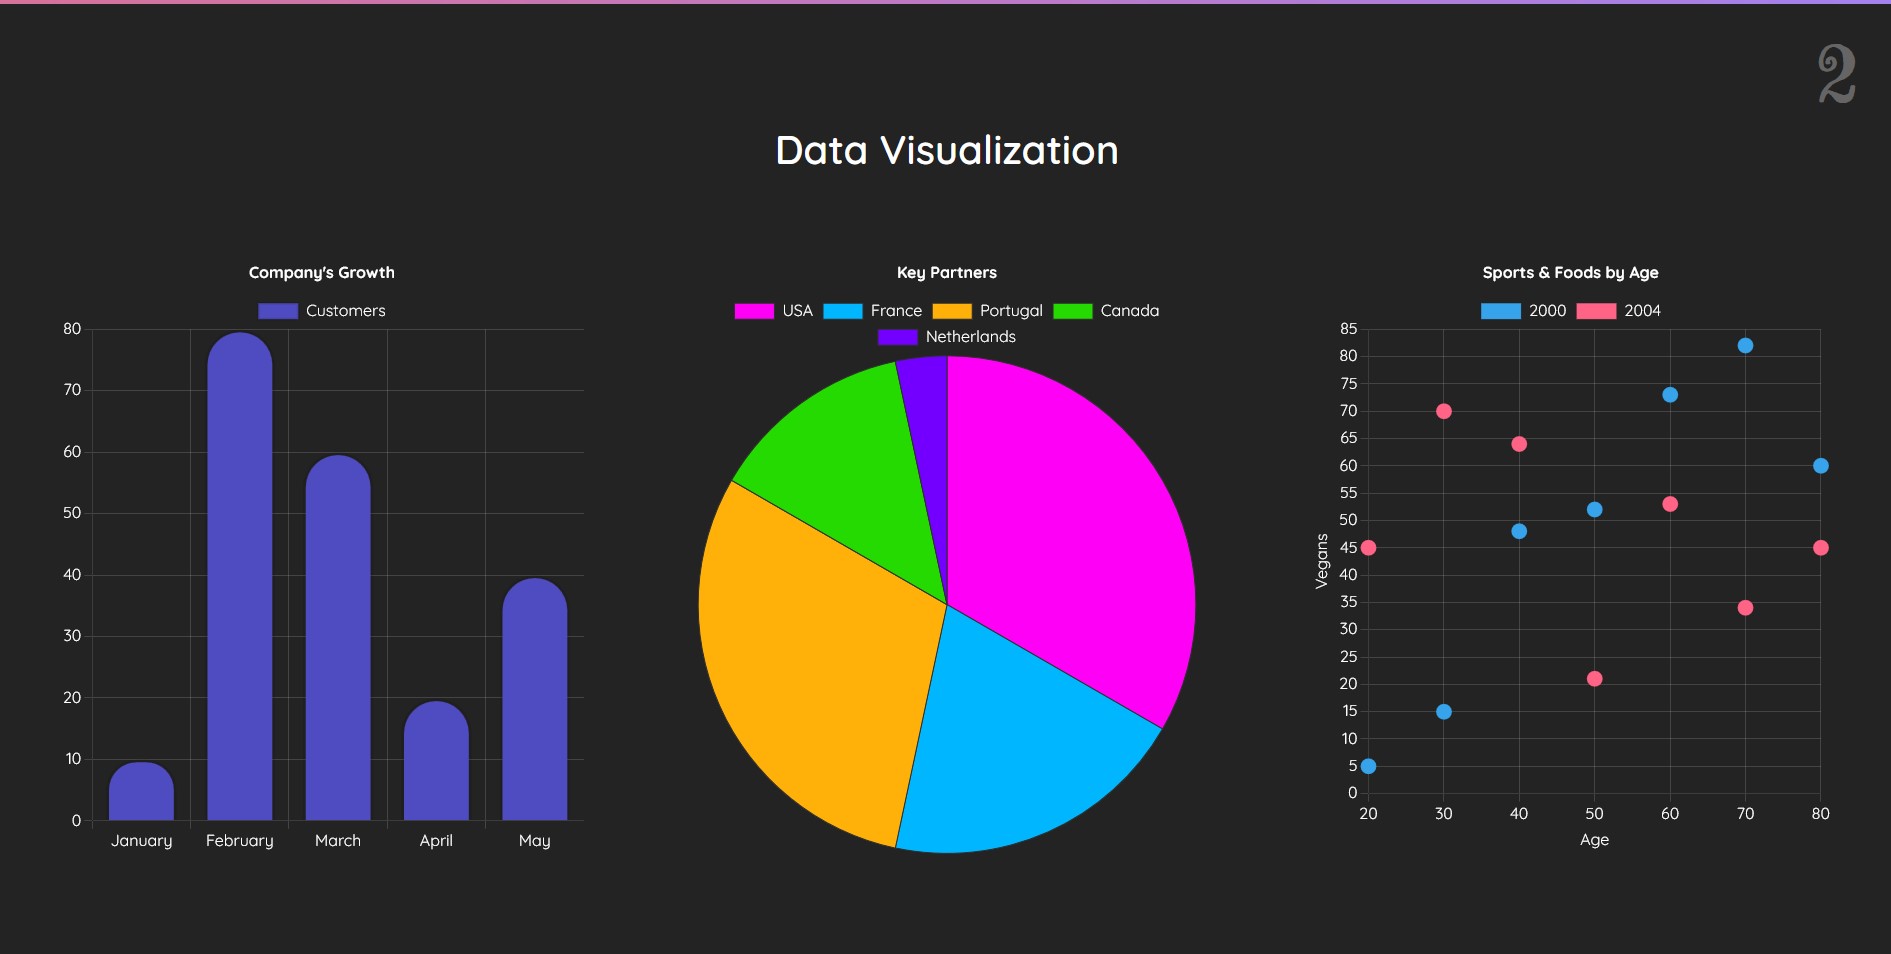 2
Data Visualization
Company's Growth
Customers
80
70
60
50
40
30
20
10
0
January February March April May
Key Partners
USA France Portugal Canada
Netherlands
Sports & Foods by Age
2000 2004
85
80
75
70
65
60
55
50
45
40
35
30
25
20
15
10
5
0
Vegans
20 30 40 50 60 70 80
Age